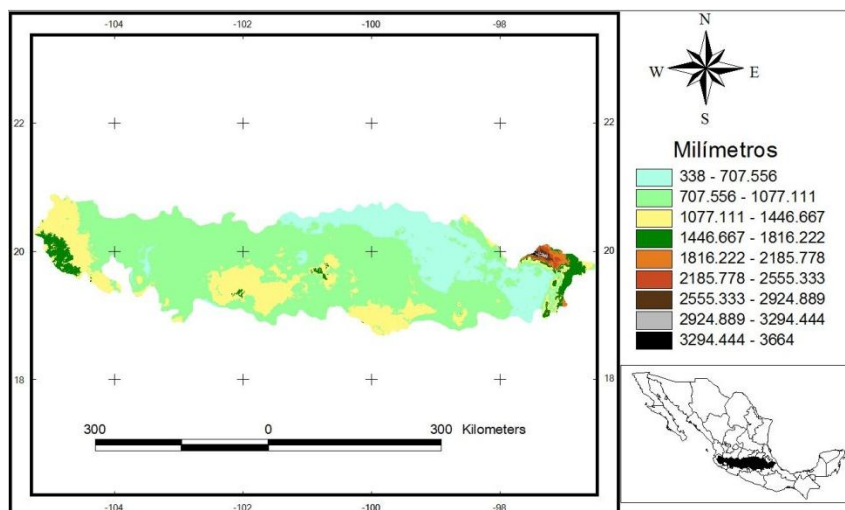 -104 -102 -100 -98
22 22
20 20
18 18
300 0 300 Kilometers
-104 -102 -100 -98
N
W E
S
Milímetros
338 - 707.556
707.556 - 1077.111
1077.111 - 1446.667
1446.667 - 1816.222
1816.222 - 2185.778
2185.778 - 2555.333
2555.333 - 2924.889
2924.889 - 3294.444
3294.444 - 3664